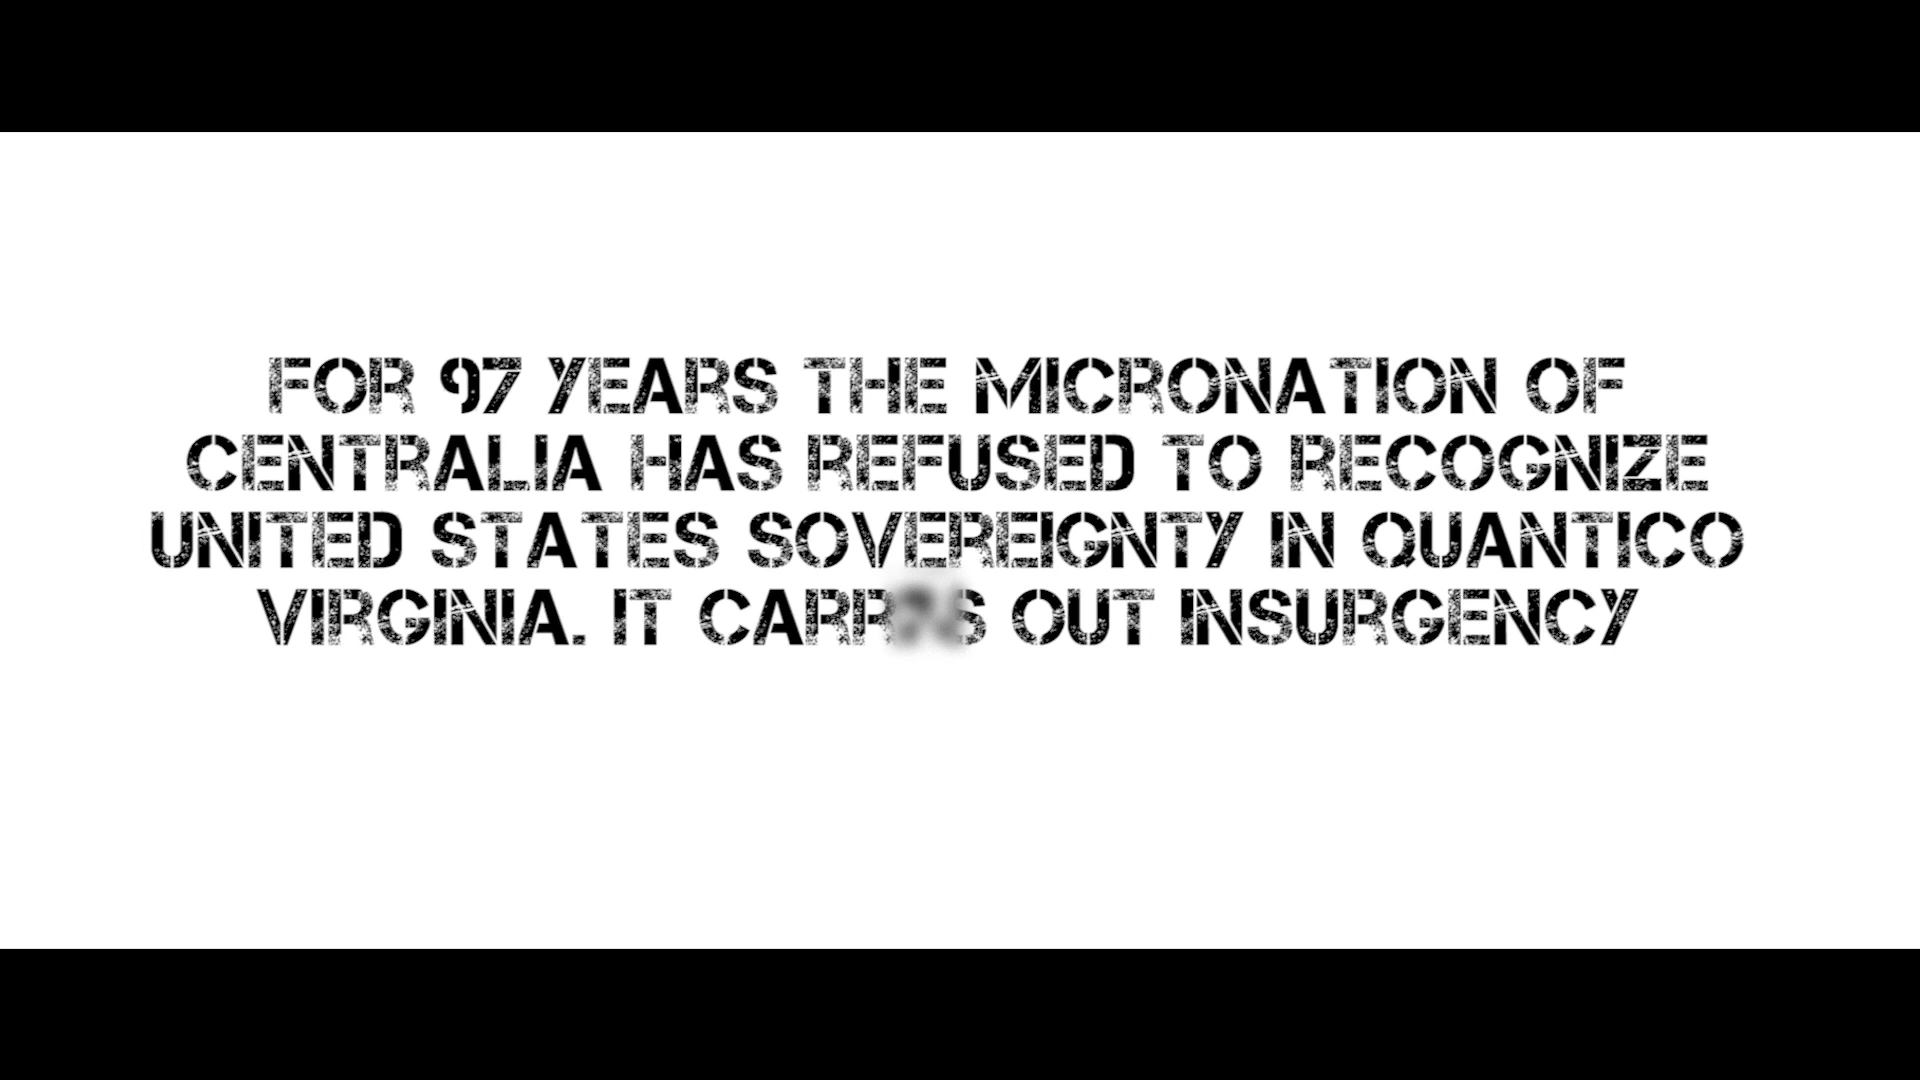 FOR 97 YEARS THE MICRONATION OF
CENTRALIA HAS REFUSED TO RECOGNIZE
UNITED STATES SOVEREIGNTY IN QUANTICO
VIRGINIA. IT OUT INSURGENCY